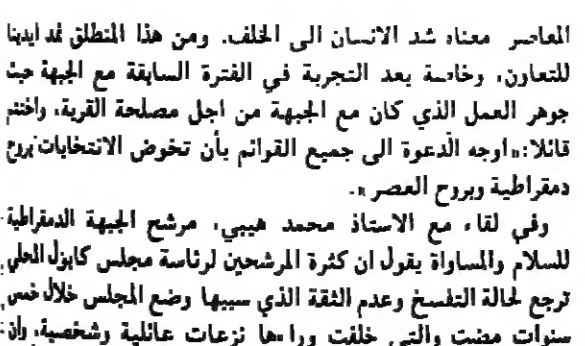 المعاصر معناه شد الانسان الى الخلف. ومن هذا المنطلق نمد ايدينا
للتعاون، وخاصة بعد التجربة في الفترة السابقة مع الجبهة حيث
جوهر العمل الذي كان مع الجبهة من اجل مصلحة القرية، واختتم
قائلا: «اوجه الدعوة الى جميع القوائم بأن تخوض الانتخابات بروح
دمقراطية وبروح العصر».
وفي لقاء مع الاستاذ محمد هيبي، مرشح الجبهة الدمقراطية
للسلام والمساواة يقول ان كثرة المرشحين لرئاسة مجلس كابول المحلي
ترجع لحالة التفسخ وعدم الثقة الذي سببها وضع المجلس خلال خمس
سنوات مضت والتي خلفت وراءها نزعات عائلية وشخصية، وان